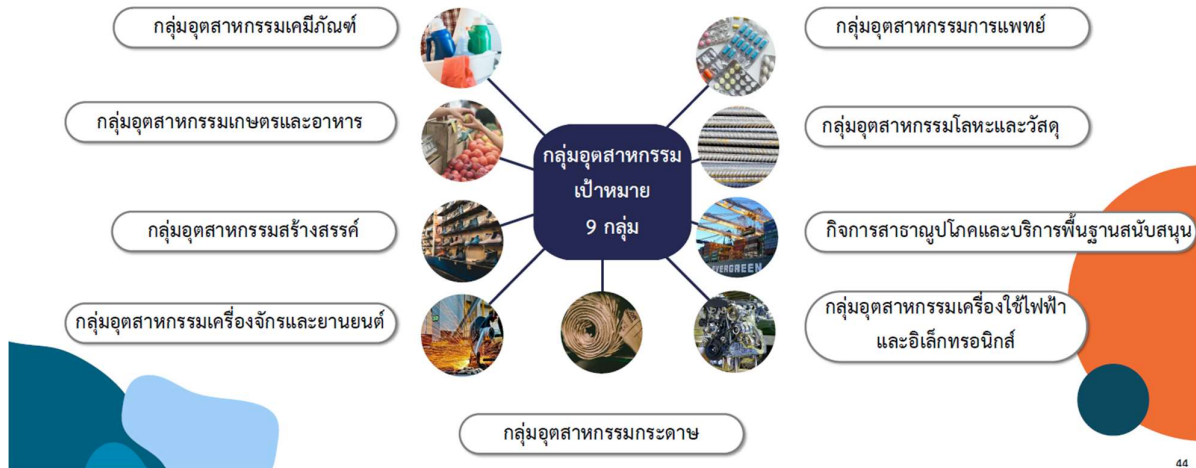 กลุ่มอุตสาหกรรมเคมีภัณฑ์
กลุ่มอุตสาหกรรมการแพทย์
กลุ่มอุตสาหกรรมเกษตรและอาหาร
กลุ่มอุตสาหกรรมโลหะและวัสดุ
กลุ่มอุตสาหกรรม
เป้าหมาย
9 กลุ่ม
กลุ่มอุตสาหกรรมสร้างสรรค์
กิจการสาธาณูปโภคและบริการพื้นฐานสนับสนุน
EVERGREEN
กลุ่มอุตสาหกรรมเครื่องจักรและยานยนต์
กลุ่มอุตสาหกรรมเครื่องใช้ไฟฟ้า
และอิเล็กทรอนิกส์
กลุ่มอุตสาหกรรมกระดาษ
44